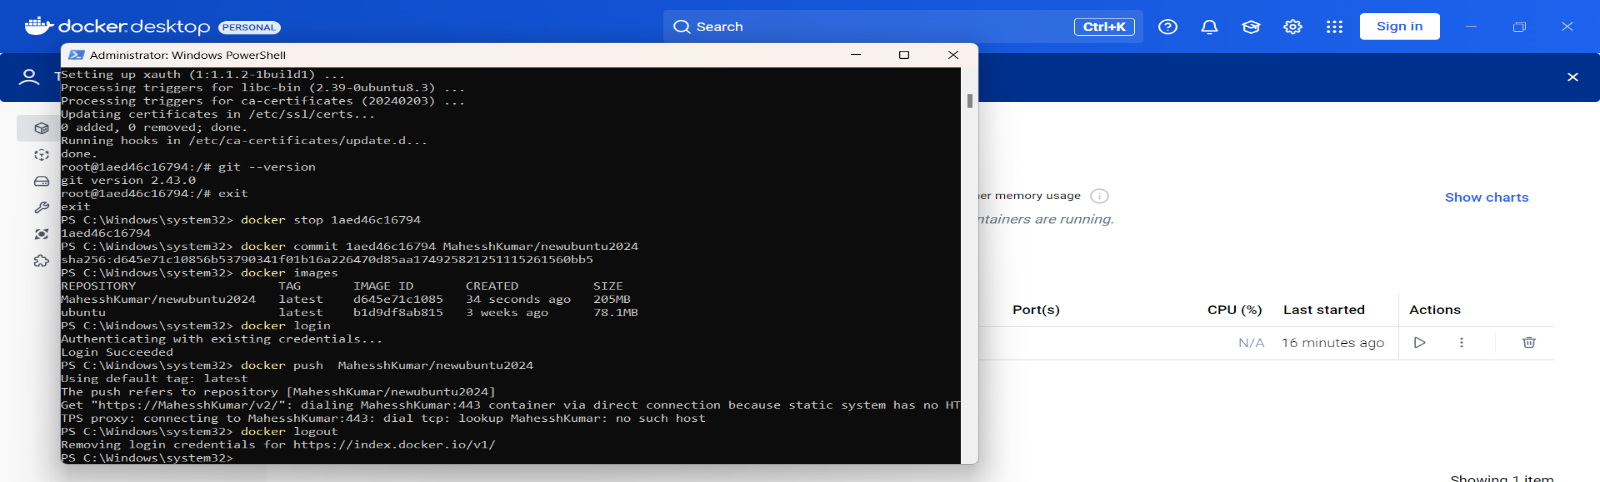 docker.desktop PERSONAL
Search
Ctrl+K
Sign in
Administrator: Windows PowerShell
Setting up xauth (1:1.1.2-1build1) ...
Processing triggers for libc-bin (2.39-0ubuntu8.3) ...
Processing triggers for ca-certificates (20240203) ...
Updating certificates in /etc/ssl/certs...
0 added, 0 removed; done.
Running hooks in /etc/ca-certificates/update.d...
done.
root@1aed46c16794:/# git --version
git version 2.43.0
root@1aed46c16794:/# exit
exit
PS C:\Windows\system32> docker stop 1aed46c16794
1aed46c16794
PS C:\Windows\system32> docker commit 1aed46c16794 MahesshKumar/newubuntu2024
sha256:d645e71c10856b53790341f01b16a226470d85aa174925821251115261560bb5
PS C:\Windows\system32> docker images
REPOSITORY TAG IMAGE ID CREATED SIZE
MahesshKumar/newubuntu2024 latest d645e71c1085 34 seconds ago 205MB
ubuntu latest b1d9df8ab815 3 weeks ago 78.1MB
PS C:\Windows\system32> docker login
Authenticating with existing credentials...
Login Succeeded
PS C:\Windows\system32> docker push  MahesshKumar/newubuntu2024
Using default tag: latest
The push refers to repository [MahesshKumar/newubuntu2024]
Get "https://MahesshKumar/v2/": dialing MahesshKumar:443 container via direct connection because static system has no HT
TPS proxy: connecting to MahesshKumar:443: dial tcp: lookup MahesshKumar: no such host
PS C:\Windows\system32> docker logout
Removing login credentials for https://index.docker.io/v1/
PS C:\Windows\system32>
er memory usage
ntainers are running.
Show charts
Port(s) CPU (%) Last started Actions
N/A 16 minutes ago
Showing 1 item